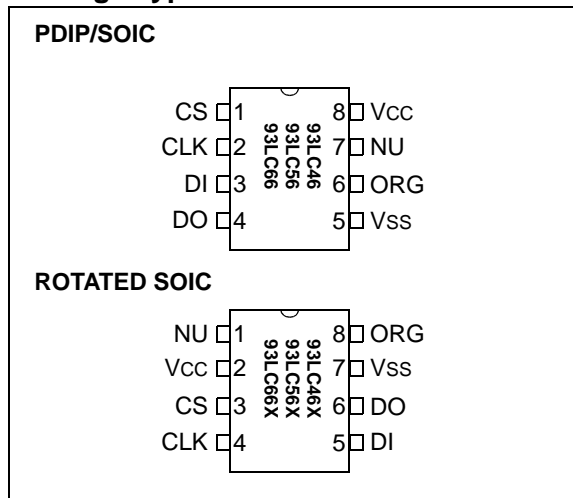 PDIP/SOIC
CS 1 8 VCC
CLK 2 7 NU
DI 3 6 ORG
DO 4 5 VSS
93LC46
93LC56
93LC66
ROTATED SOIC
NU 1 8 ORG
VCC 2 7 VSS
CS 3 6 DO
CLK 4 5 DI
93LC46X
93LC56X
93LC66X